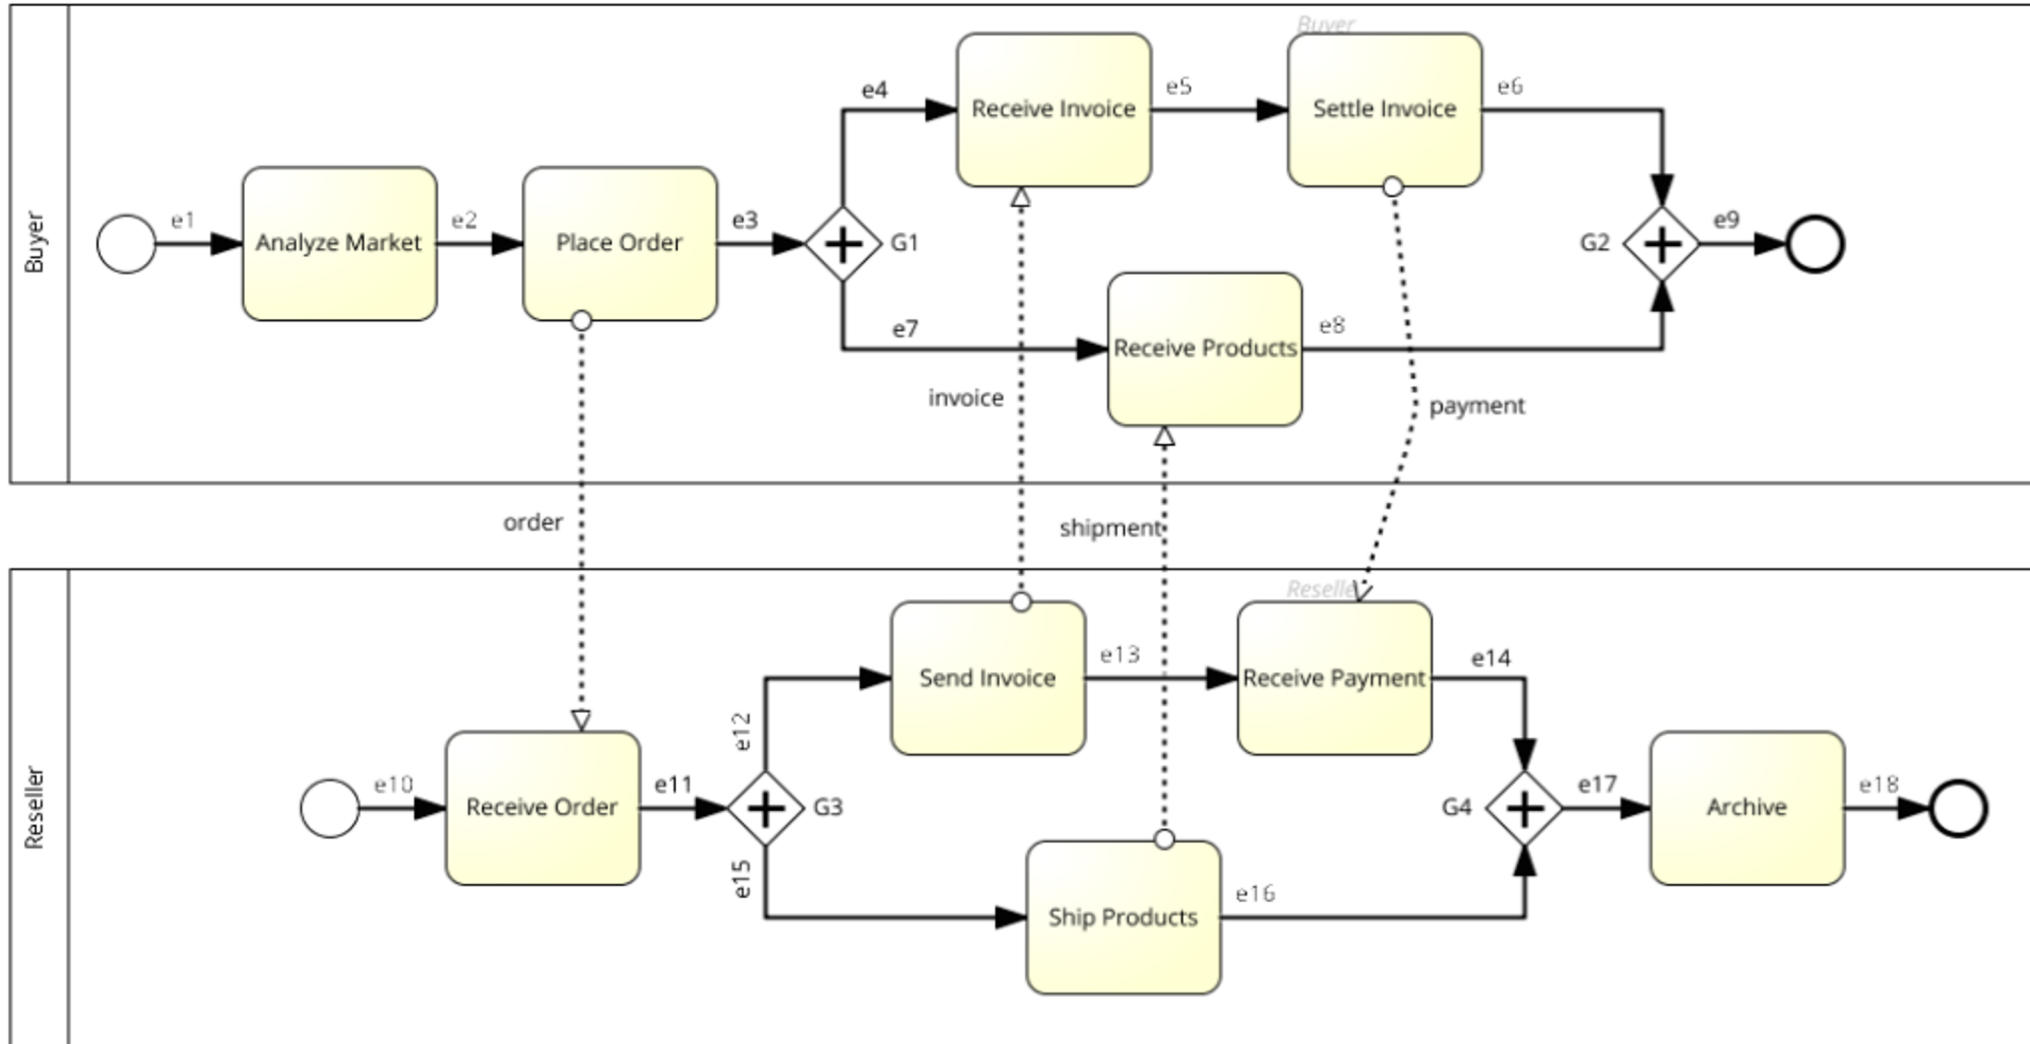 Buyer
Buyer
e4
Receive Invoice
e5
Settle Invoice
e6
e1
Analyze Market
e2
Place Order
e3
G1
G2
e9
e7
Receive Products
e8
invoice
payment
order
shipment
Reseller
Reselle
Send Invoice
e13
Receive Payment
e14
e12
e10
Receive Order
e11
G3
G4
e17
Archive
e18
e15
Ship Products
e16